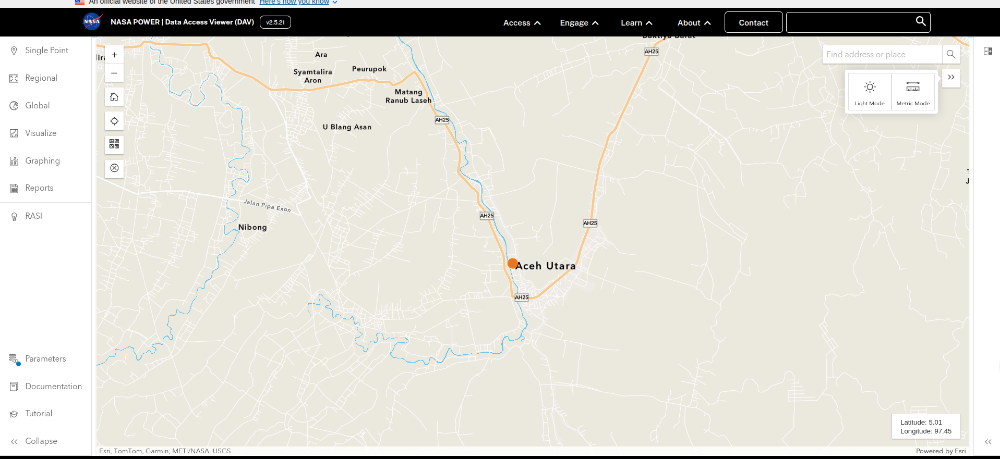 An official website of the United States government Here's how you know
NASA
NASA POWER | Data Access Viewer (DAV)
v2.5.21
Access
Engage
Learn
About
Contact
Single Point
Regional
Global
Visualize
Graphing
Reports
RASI
Parameters
Documentation
Tutorial
Collapse
Find address or place
Light Mode
Metric Mode
Baktiya Barat
AH25
Ara
Syamtalira
Aron
Peurupok
Matang
Ranub Laseh
AH25
U Blang Asan
Jalan Pipa Exon
AH25
AH25
Nibong
Aceh Utara
AH25
Latitude: 5.01
Longitude: 97.45
Esri, TomTom, Garmin, METI/NASA, USGS
Powered by Esri